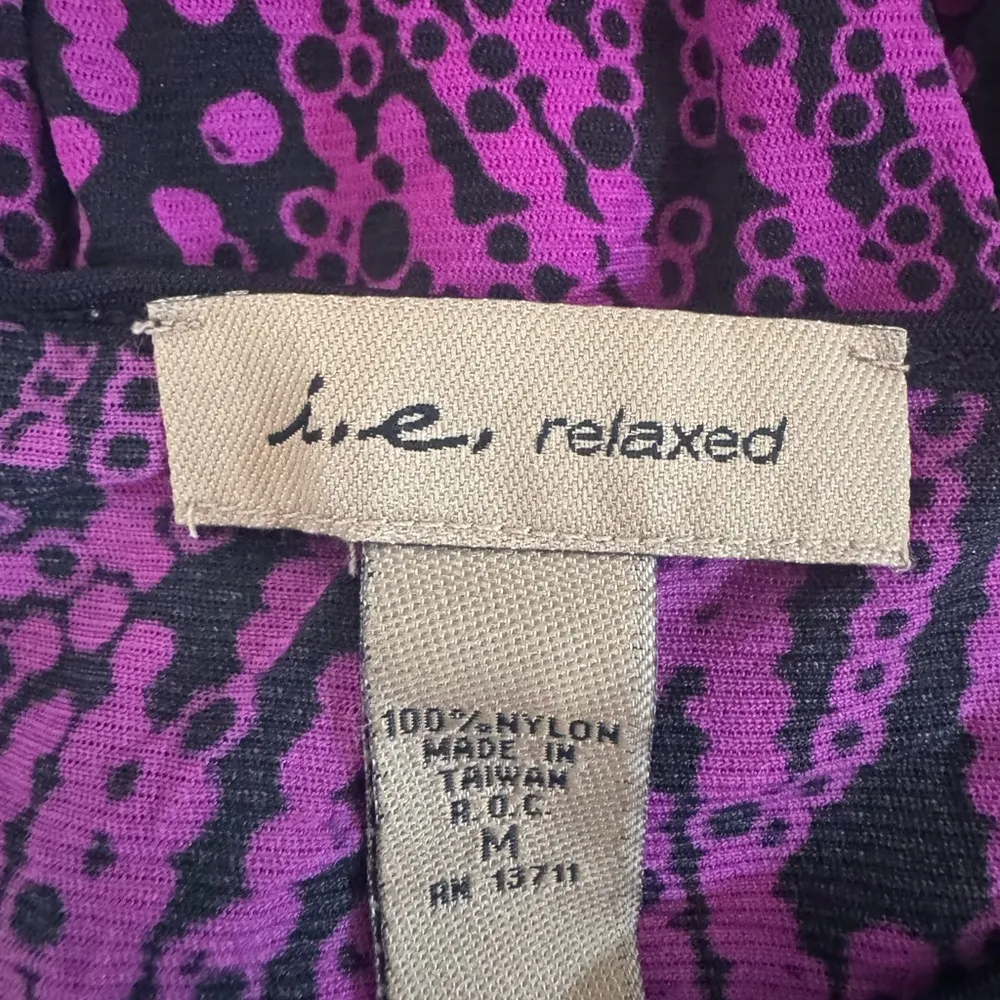 i.e. relaxed
100% NYLON
MADE IN
TAIWAN
R.O.C.
M
RN 13711